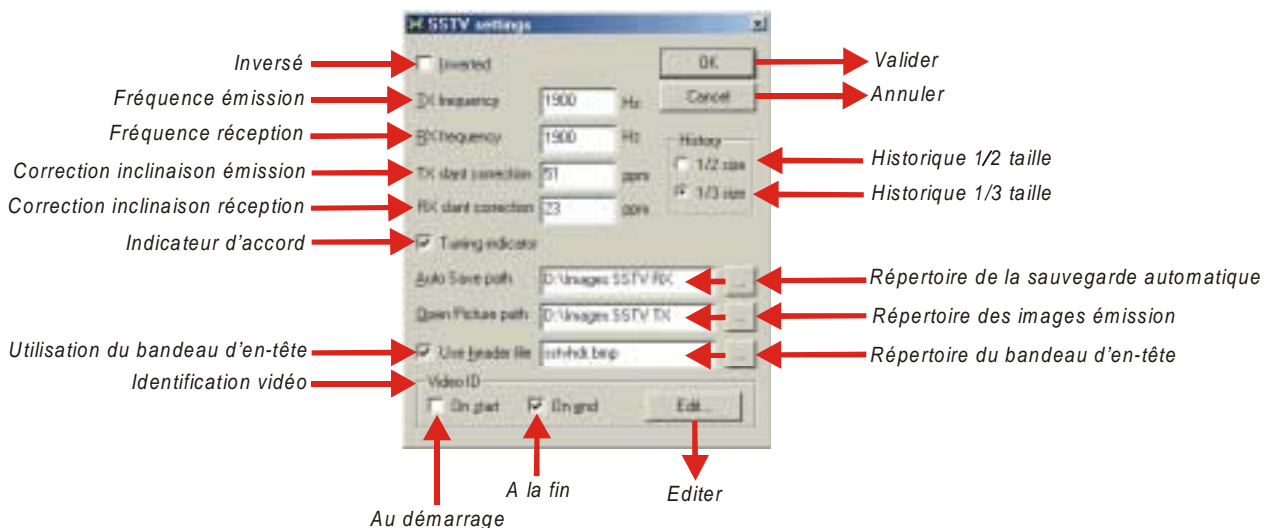 SSTV settings
Inversé
Inverted
OK
Valider
Fréquence émission
TX frequency
1900
Hz
Cancel
Annuler
Fréquence réception
RX frequency
1900
Hz
History
Correction inclinaison émission
TX slant correction
51
ppm
1/2 size
Historique 1/2 taille
Correction inclinaison réception
RX slant correction
23
ppm
1/3 size
Historique 1/3 taille
Indicateur d'accord
Tuning indicator
Auto Save path
D:\Images SSTV RX
...
Répertoire de la sauvegarde automatique
Open Picture path
D:\Images SSTV TX
...
Répertoire des images émission
Utilisation du bandeau d'en-tête
Use header file
sstvhdr.bmp
...
Répertoire du bandeau d'en-tête
Identification vidéo
Video ID
On start
On end
Edit...
A la fin
Editer
Au démarrage